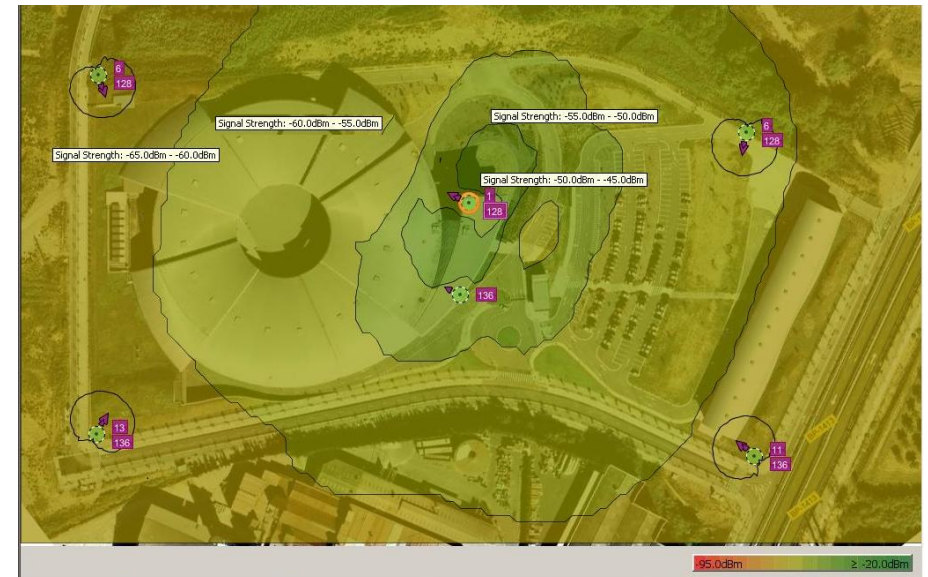 6
128
6
128
Signal Strength: -60.0dBm - -55.0dBm
Signal Strength: -55.0dBm - -50.0dBm
Signal Strength: -65.0dBm - -60.0dBm
Signal Strength: -50.0dBm - -45.0dBm
1
128
136
13
136
11
136
-95.0dBm
≥ -20.0dBm